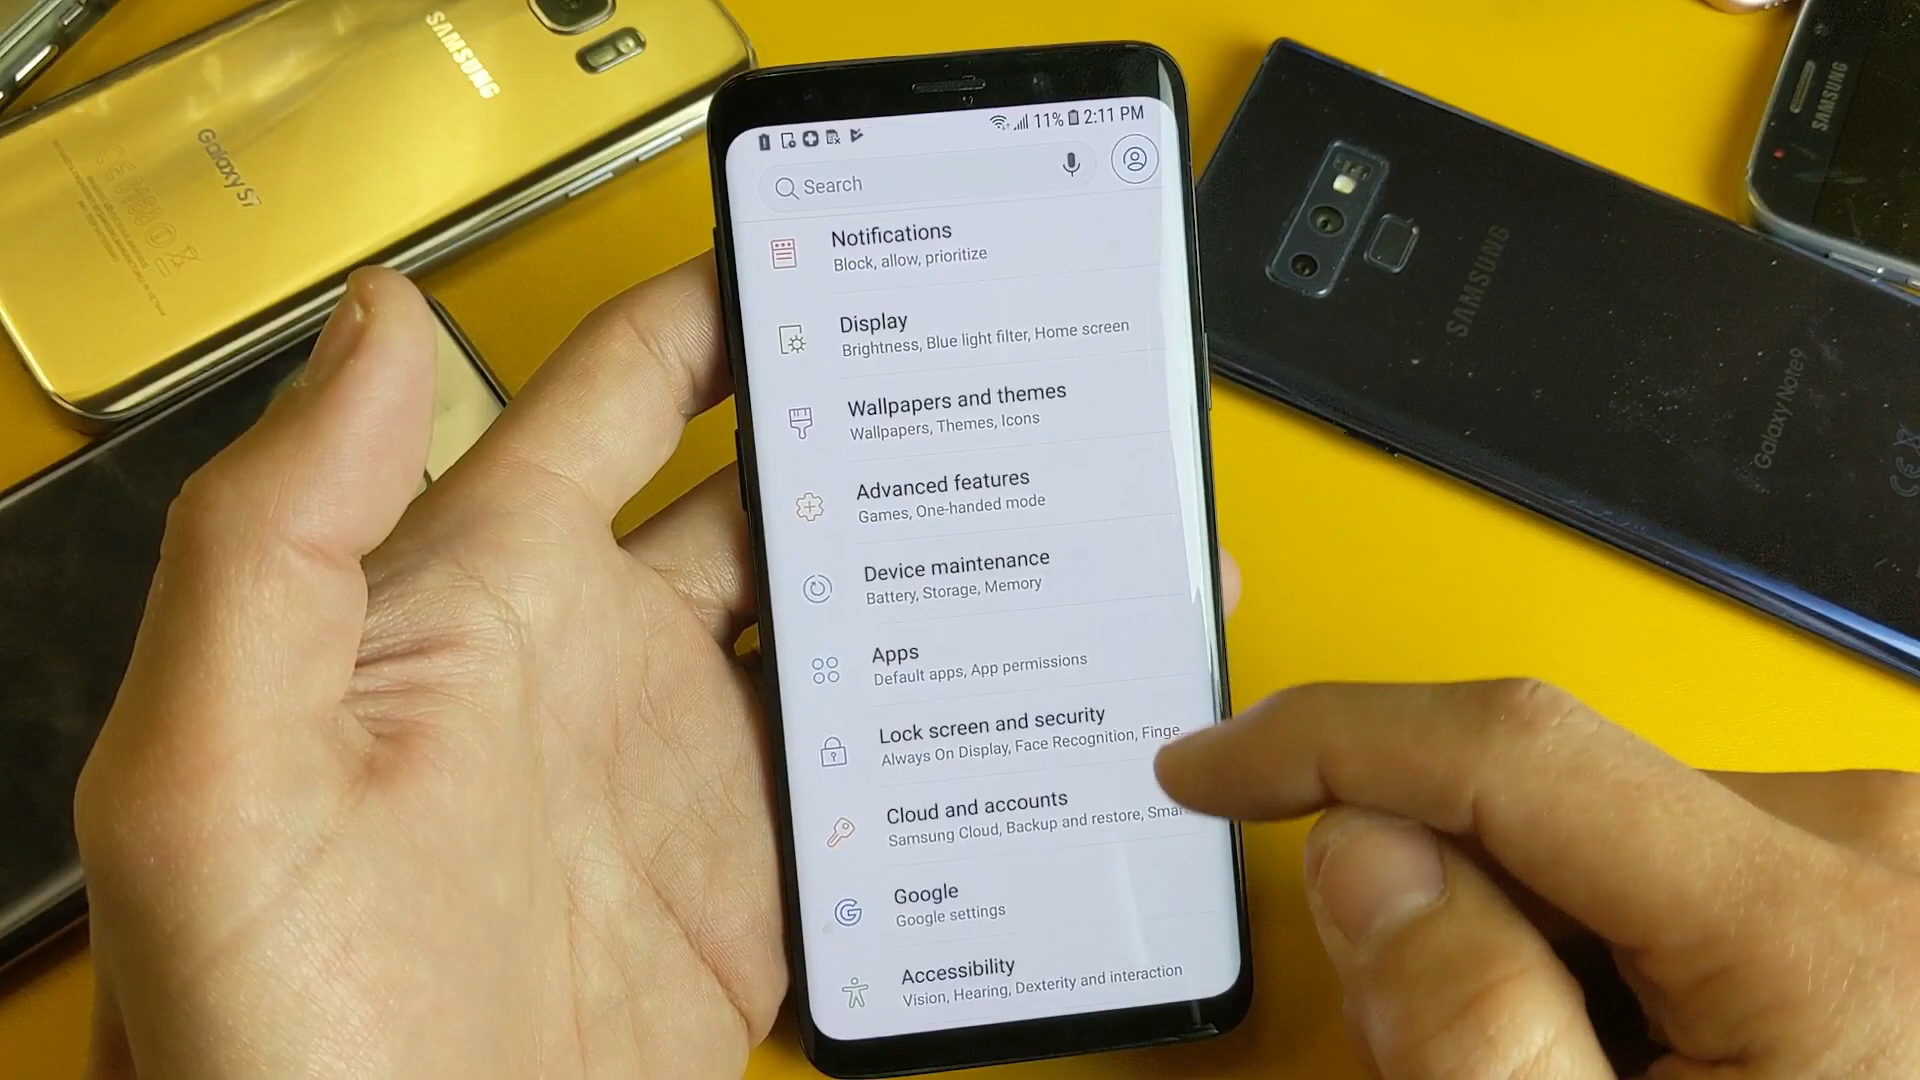 SAMSUNG
Galaxy S7
11% 2:11 PM
Search
Notifications
Block, allow, prioritize
Display
Brightness, Blue light filter, Home screen
Wallpapers and themes
Wallpapers, Themes, Icons
Advanced features
Games, One-handed mode
Device maintenance
Battery, Storage, Memory
Apps
Default apps, App permissions
Lock screen and security
Always On Display, Face Recognition, Finge...
Cloud and accounts
Samsung Cloud, Backup and restore, Smar
Google
Google settings
Accessibility
Vision, Hearing, Dexterity and interaction
SAMSUNG
Galaxy Note9
SAMSUNG